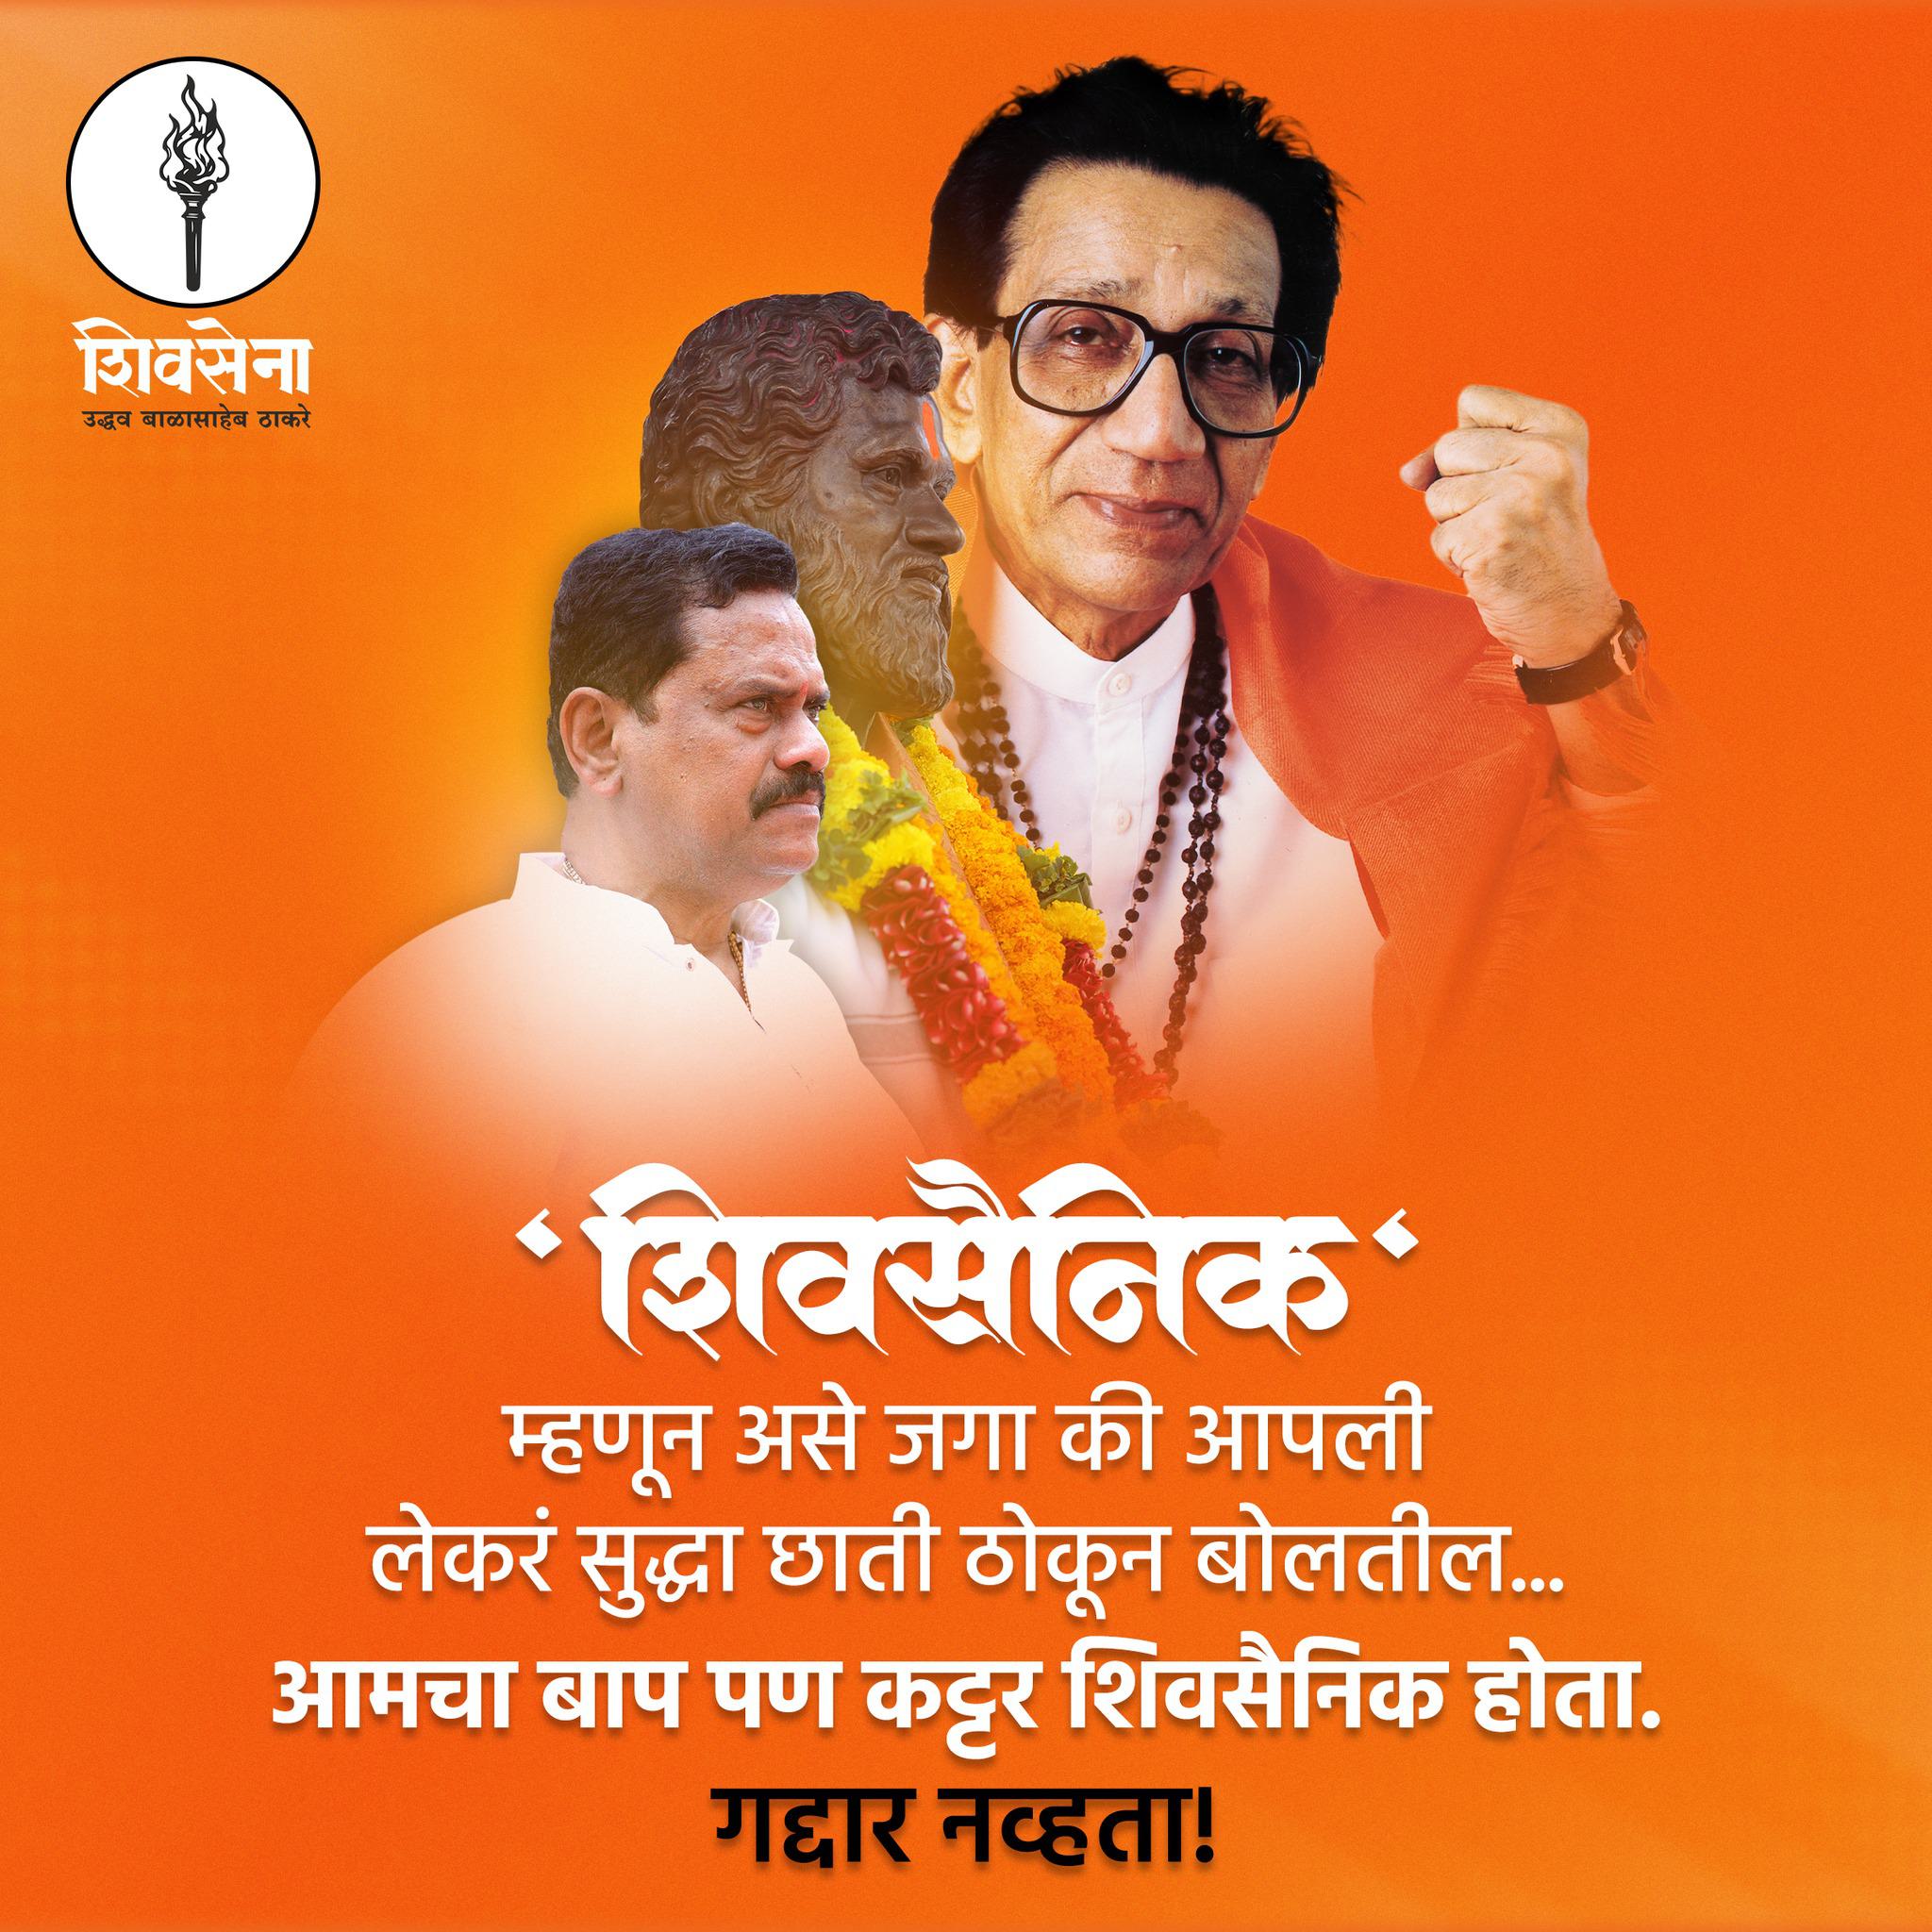 शिवसेना
उद्धव बाळासाहेब ठाकरे
'शिवसैनिक'
म्हणून असे जगा की आपली
लेकरं सुद्धा छाती ठोकून बोलतील...
आमचा बाप पण कट्टर शिवसैनिक होता.
गद्दार नव्हता!